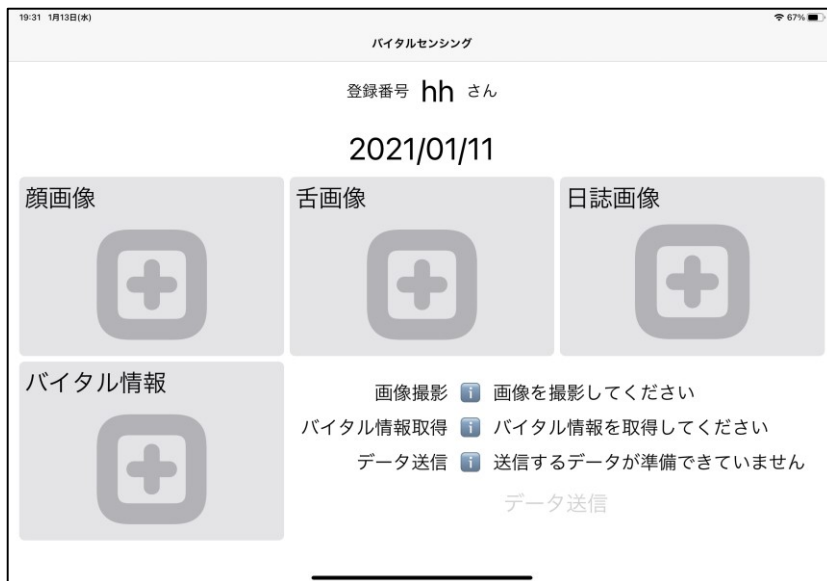 19:31 1月13日(水) 67%
バイタルセンシング
登録番号 hh さん
2021/01/11
顔画像 舌画像 日誌画像
バイタル情報
画像撮影 i 画像を撮影してください
バイタル情報取得 i バイタル情報を取得してください
データ送信 i 送信するデータが準備できていません
データ送信